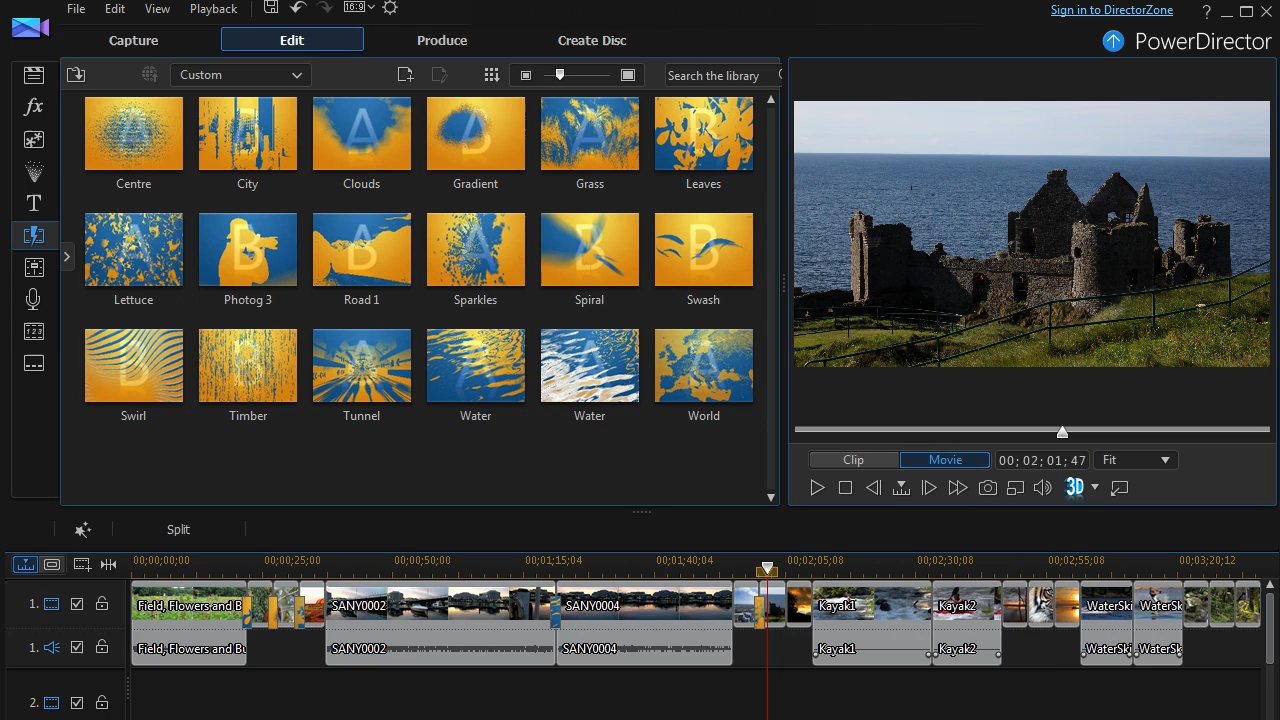 File Edit View Playback 16:9 Sign in to DirectorZone ?
Capture Edit Produce Create Disc PowerDirector
Custom Search the library
fx
T
Centre City Clouds Gradient Grass Leaves
Lettuce Photog 3 Road 1 Sparkles Spiral Swash
Swirl Timber Tunnel Water Water World
Clip Movie 00; 02; 01; 47 Fit
3D
Split
00;00;00;00 00;00;25;00 00;00;50;00 00;01;15;04 00;01;40;04 00;02;05;08 00;02;30;08 00;02;55;08 00;03;20;12
1. Field, Flowers and B SANY0002 SANY0004 Kayak1 Kayak2 WaterSki WaterSk
1. Field, Flowers and Bu SANY0002 SANY0004 Kayak1 Kayak2 WaterSki WaterSk
2.